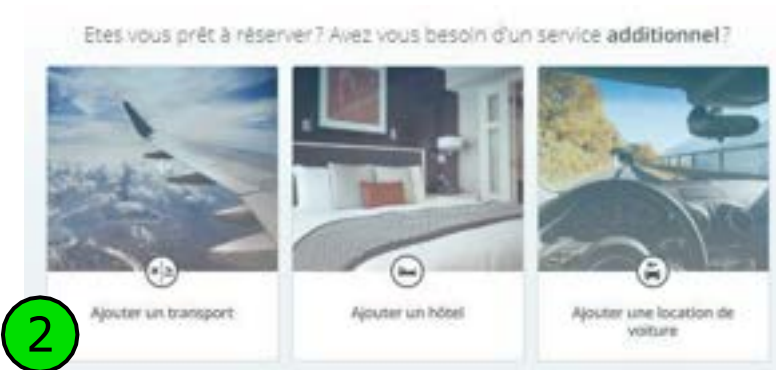 Etes vous prêt à réserver? Avez vous besoin d'un service additionnel?
Ajouter un transport
Ajouter un hôtel
Ajouter une location de
voiture
2